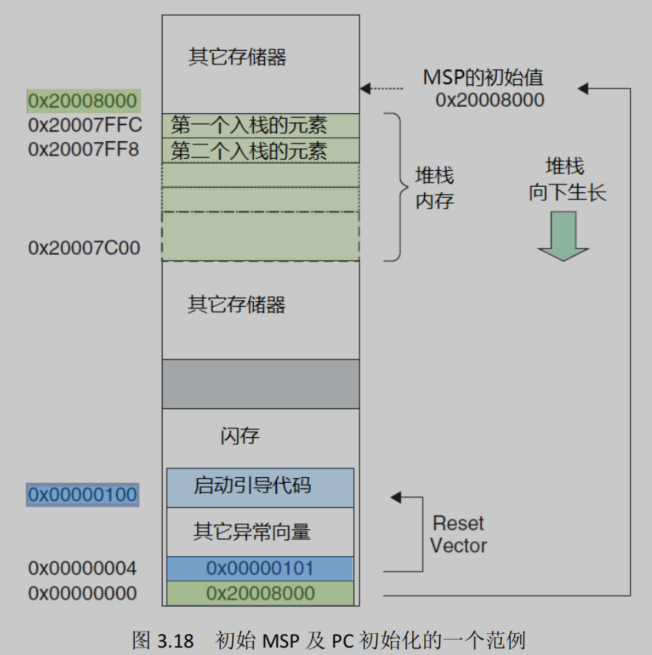 其它存储器
MSP的初始值
0x20008000
0x20008000
0x20007FFC
第一个入栈的元素
0x20007FF8
第二个入栈的元素
堆栈
内存
堆栈
向下生长
0x20007C00
其它存储器
闪存
0x00000100
启动引导代码
其它异常向量
Reset
Vector
0x00000004
0x00000101
0x00000000
0x20008000
图 3.18 初始 MSP 及 PC 初始化的一个范例